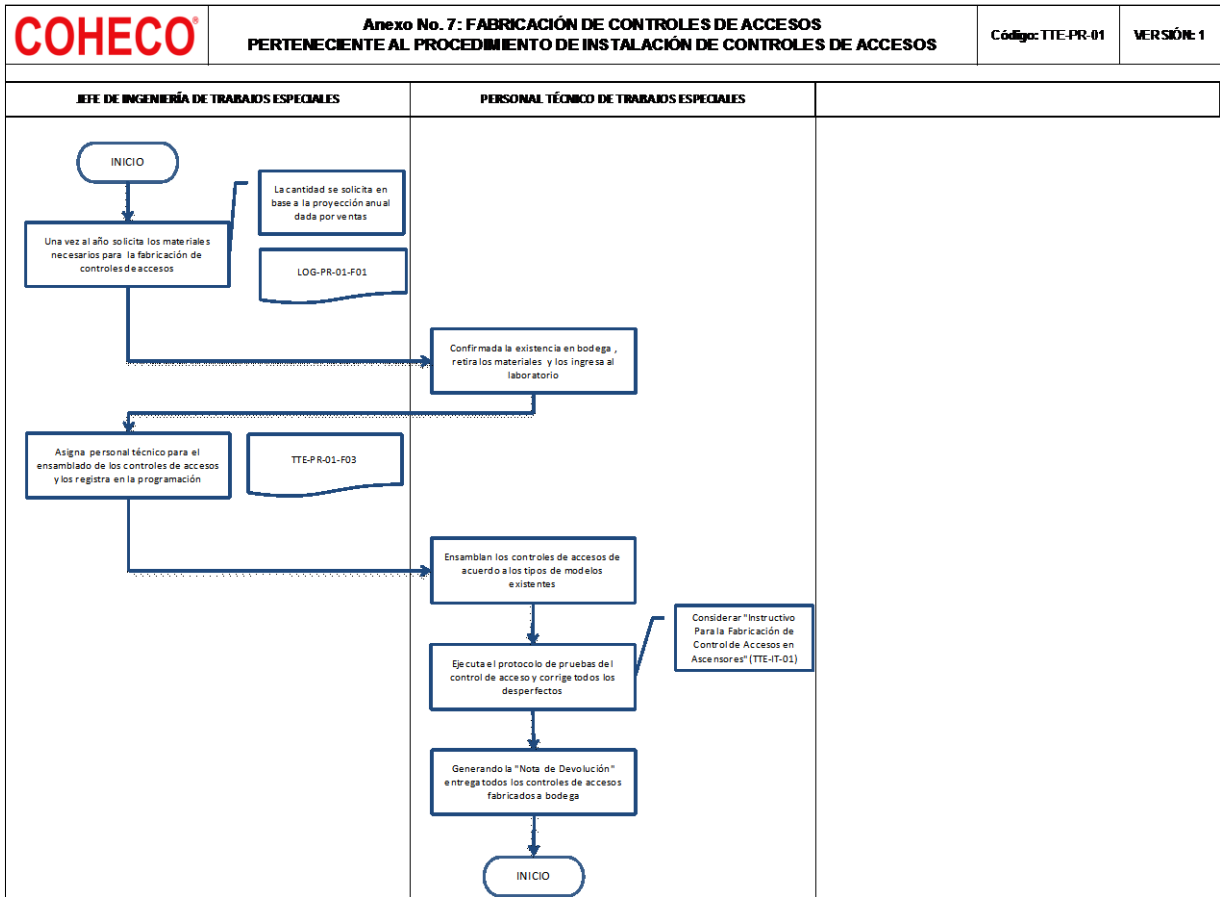 COHECO®
Anexo No. 7: FABRICACIÓN DE CONTROLES DE ACCESOS
PERTENECIENTE AL PROCEDIMIENTO DE INSTALACIÓN DE CONTROLES DE ACCESOS
Código: TTE-PR-01
VERSIÓN: 1
JEFE DE INGENIERÍA DE TRABAJOS ESPECIALES
PERSONAL TÉCNICO DE TRABAJOS ESPECIALES
INICIO
La cantidad se solicita en
base a la proyección anual
dada por ventas
Una vez al año solicita los materiales
necesarios para la fabricación de
controles de accesos
LOG-PR-01-F01
Confirmada la existencia en bodega ,
retira los materiales y los ingresa al
laboratorio
Asigna personal técnico para el
ensamblado de los controles de accesos
y los registra en la programación
TTE-PR-01-F03
Ensamblan los controles de accesos de
acuerdo a los tipos de modelos
existentes
Considerar "Instructivo
Para la Fabricación de
Control de Accesos en
Ascensores" (TTE-IT-01)
Ejecuta el protocolo de pruebas del
control de acceso y corrige todos los
desperfectos
Generando la "Nota de Devolución"
entrega todos los controles de accesos
fabricados a bodega
INICIO